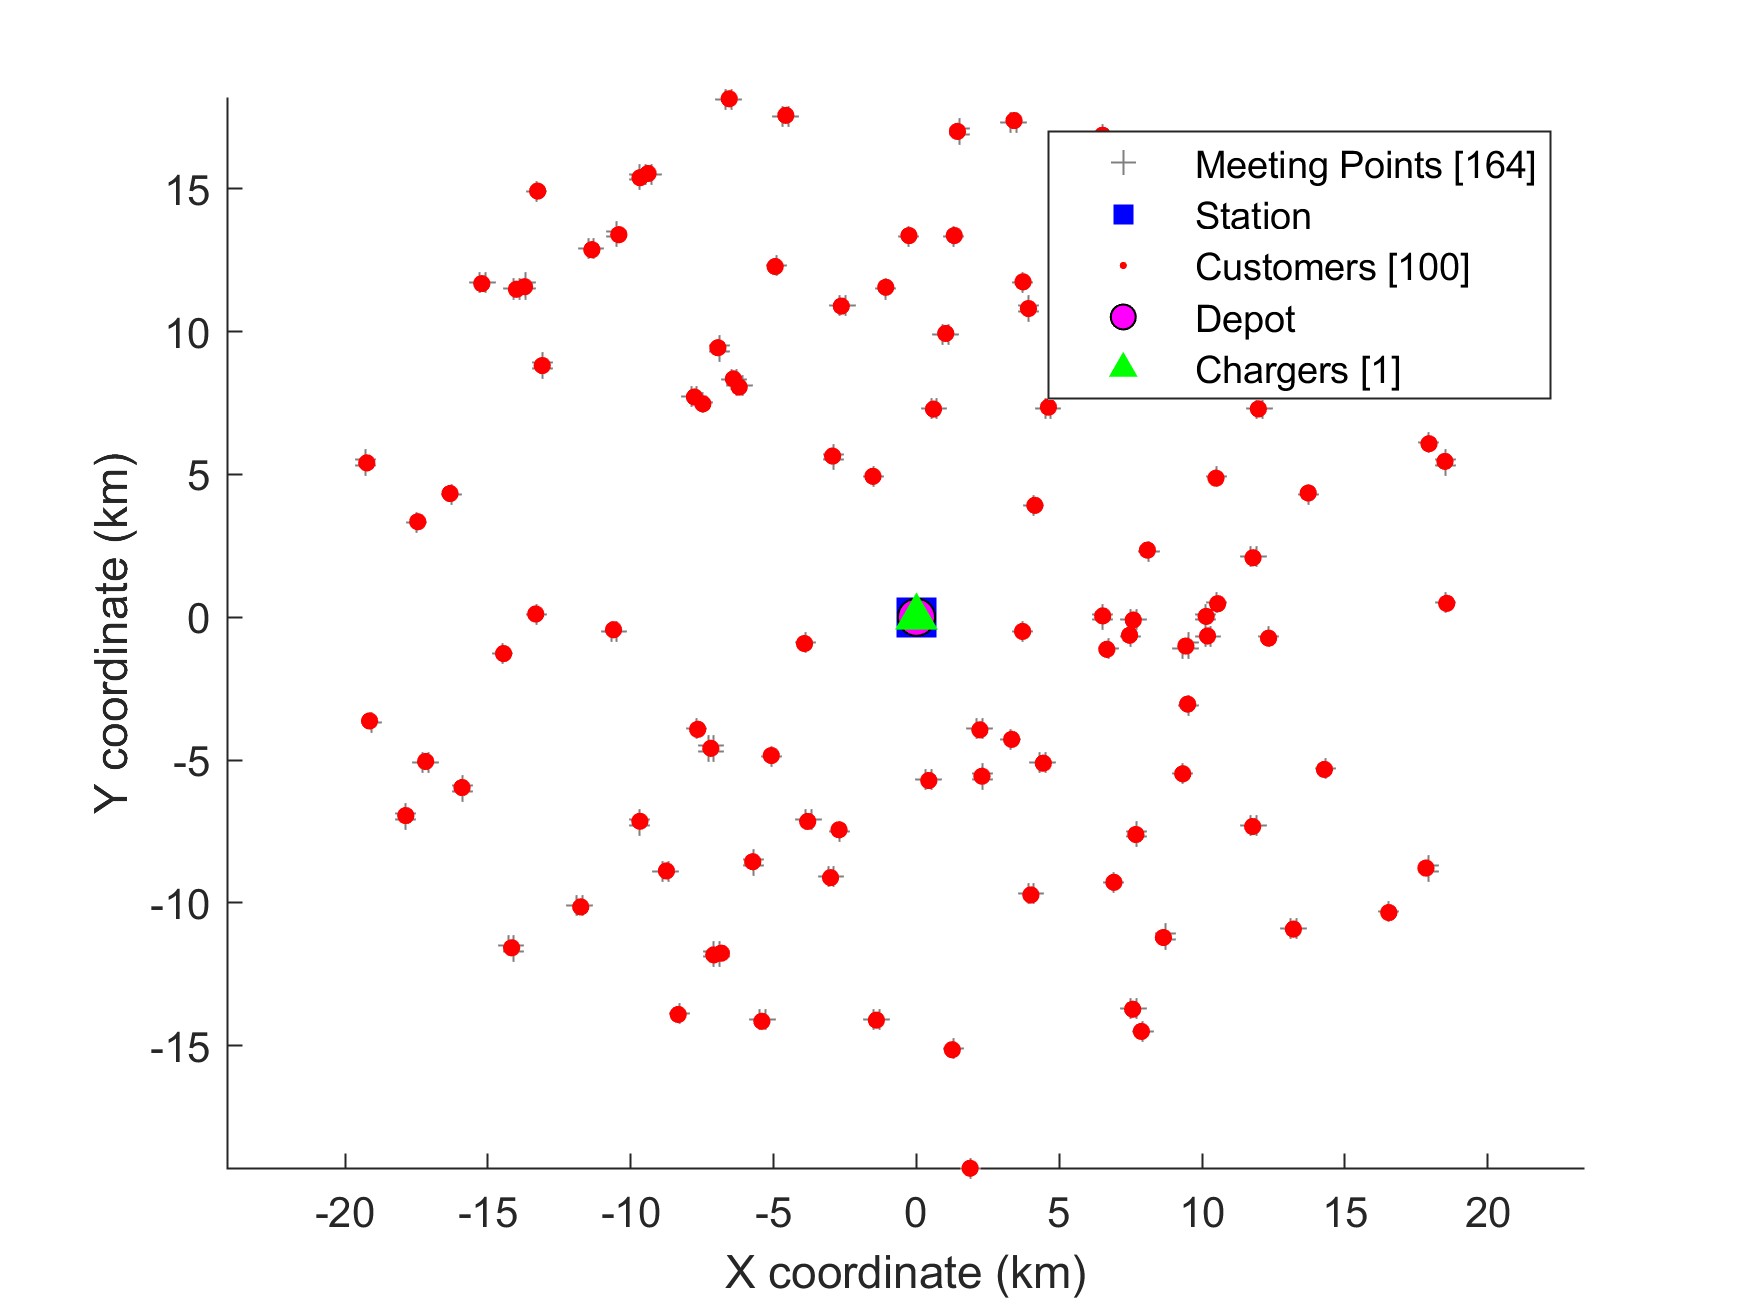 15
10
5
0
-5
-10
-15
Y coordinate (km)
Meeting Points [164]
Station
Customers [100]
Depot
Chargers [1]
-20 -15 -10 -5 0 5 10 15 20
X coordinate (km)